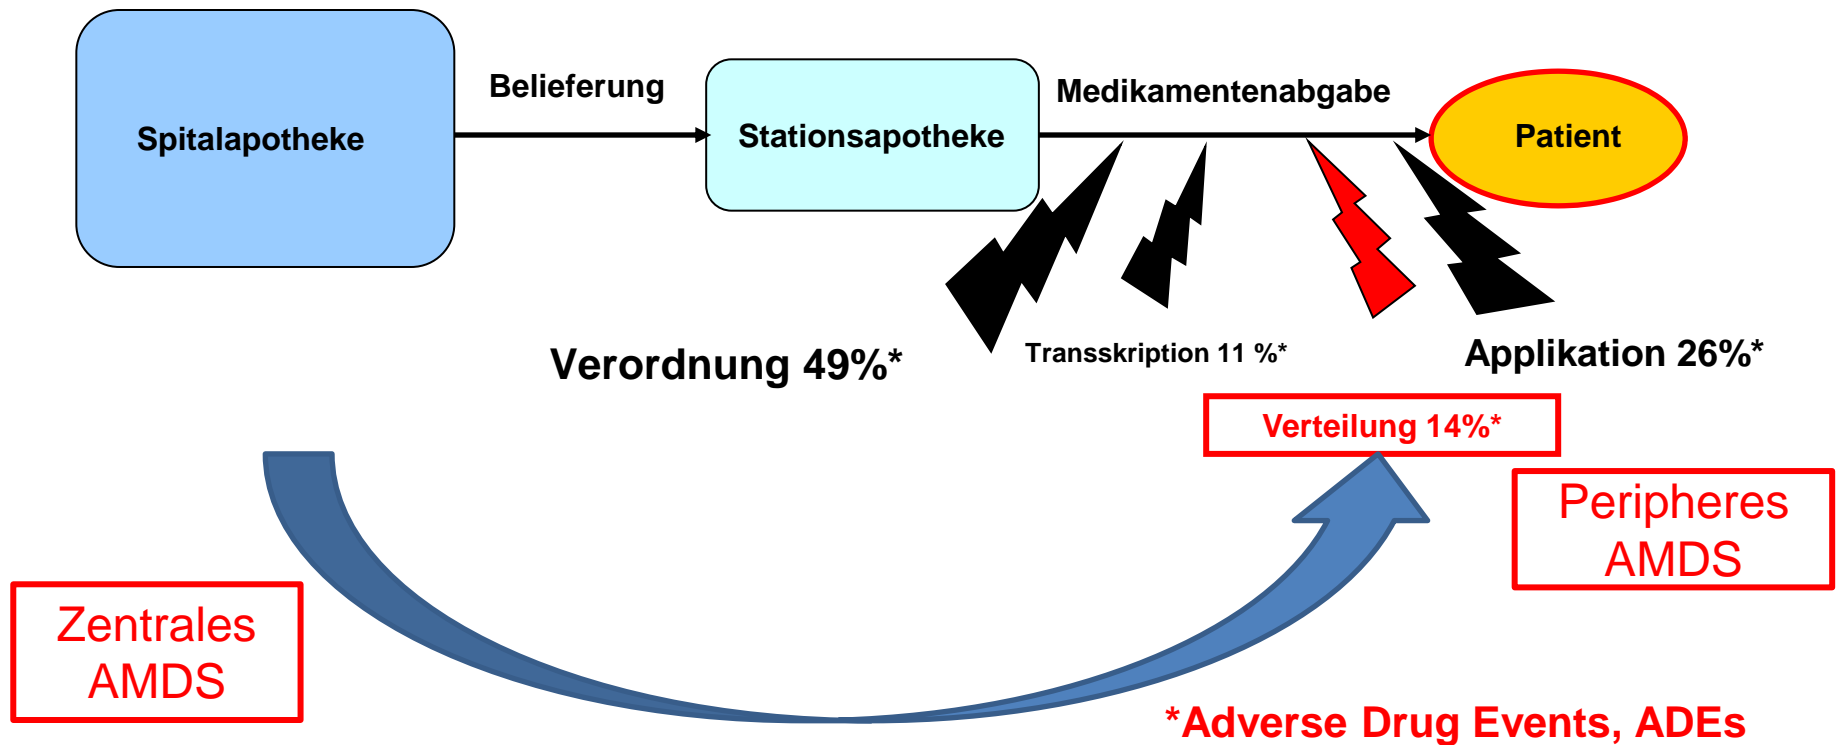 Belieferung
Medikamentenabgabe
Spitalapotheke
Stationsapotheke
Patient
Verordnung 49%*
Transskription 11 %*
Applikation 26%*
Verteilung 14%*
Peripheres
AMDS
Zentrales
AMDS
*Adverse Drug Events, ADEs